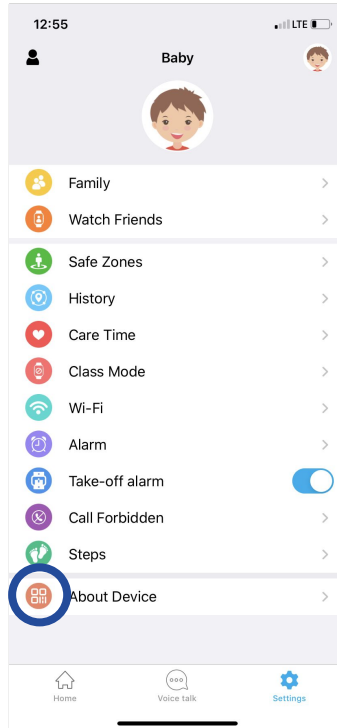 12:55
LTE
Baby
Family
Watch Friends
Safe Zones
History
Care Time
Class Mode
Wi-Fi
Alarm
Take-off alarm
Call Forbidden
Steps
About Device
Home
Voice talk
Settings